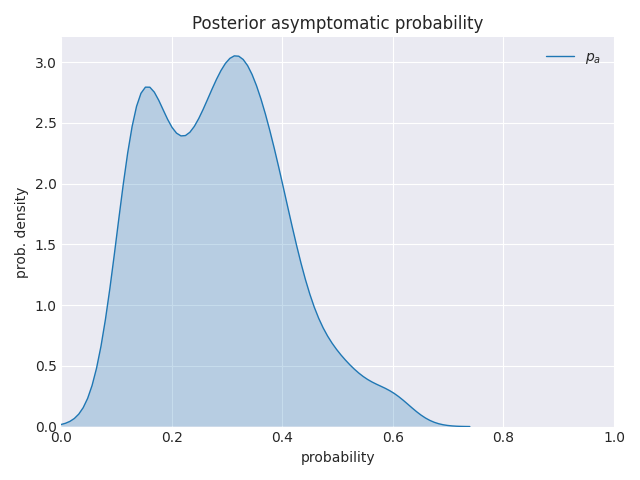 Posterior asymptomatic probability
pₐ
prob. density
3.0
2.5
2.0
1.5
1.0
0.5
0.0
0.0 0.2 0.4 0.6 0.8 1.0
probability